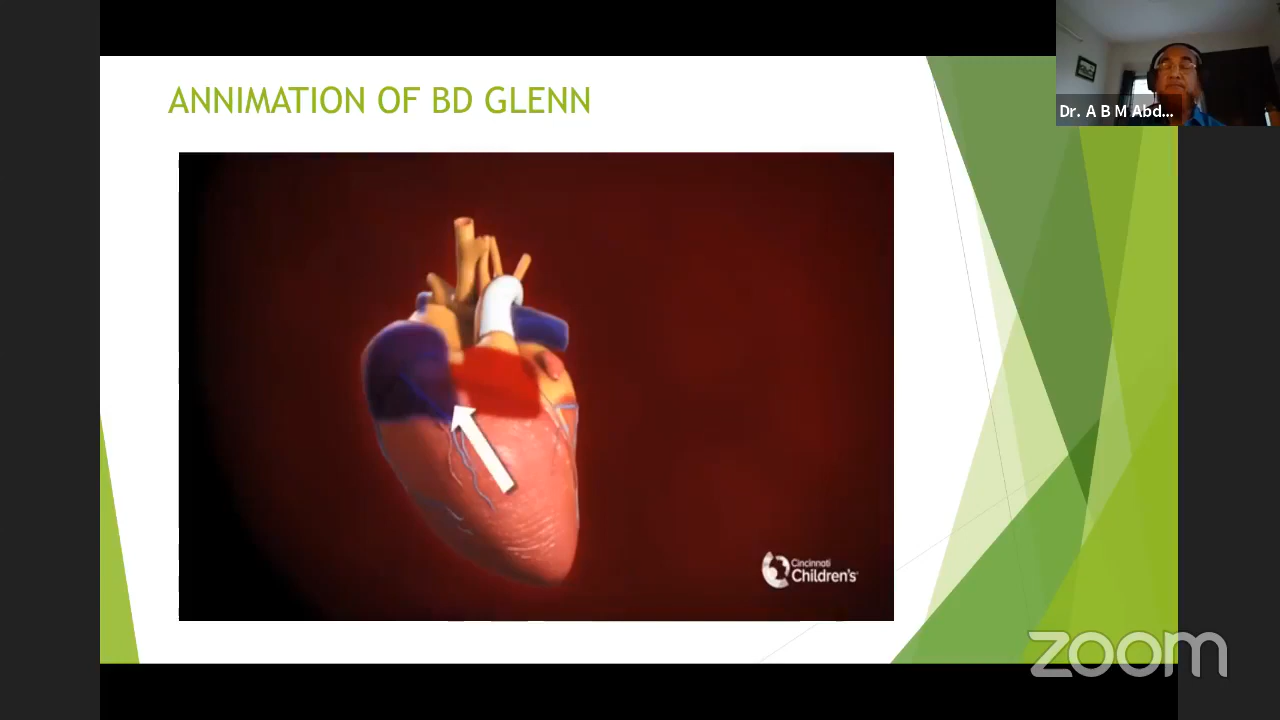 ANNIMATION OF BD GLENN
Dr. A B M Abd...
Cincinnati
Children's
zoom